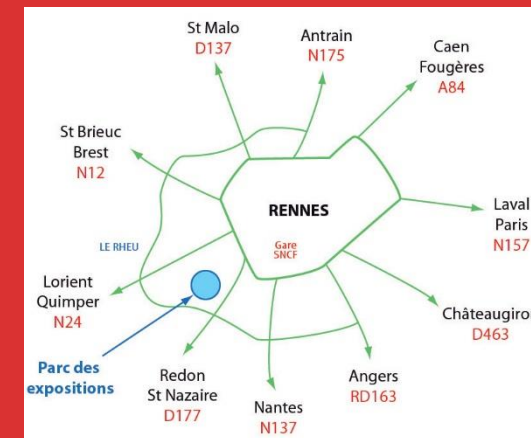 St Malo
D137
Antrain
N175
Caen
Fougères
A84
St Brieuc
Brest
N12
RENNES
Laval
Paris
N157
Gare
SNCF
LE RHEU
Lorient
Quimper
N24
Châteaugiro
D463
Parc des
expositions
Redon
St Nazaire
D177
Angers
RD163
Nantes
N137